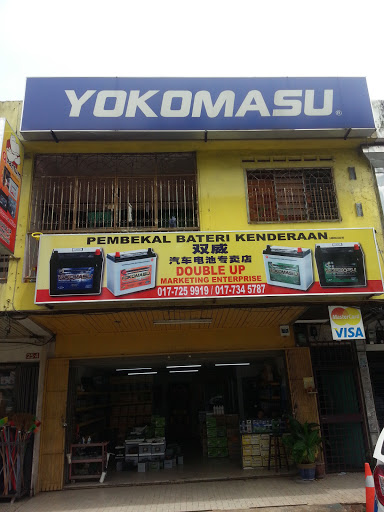 YOKOMASU®
PEMBEKAL BATERI KENDERAAN
双威
汽车电池专卖店
DOUBLE UP
MARKETING ENTERPRISE
017-725 9919 / 017-734 5787
MasterCard
VISA